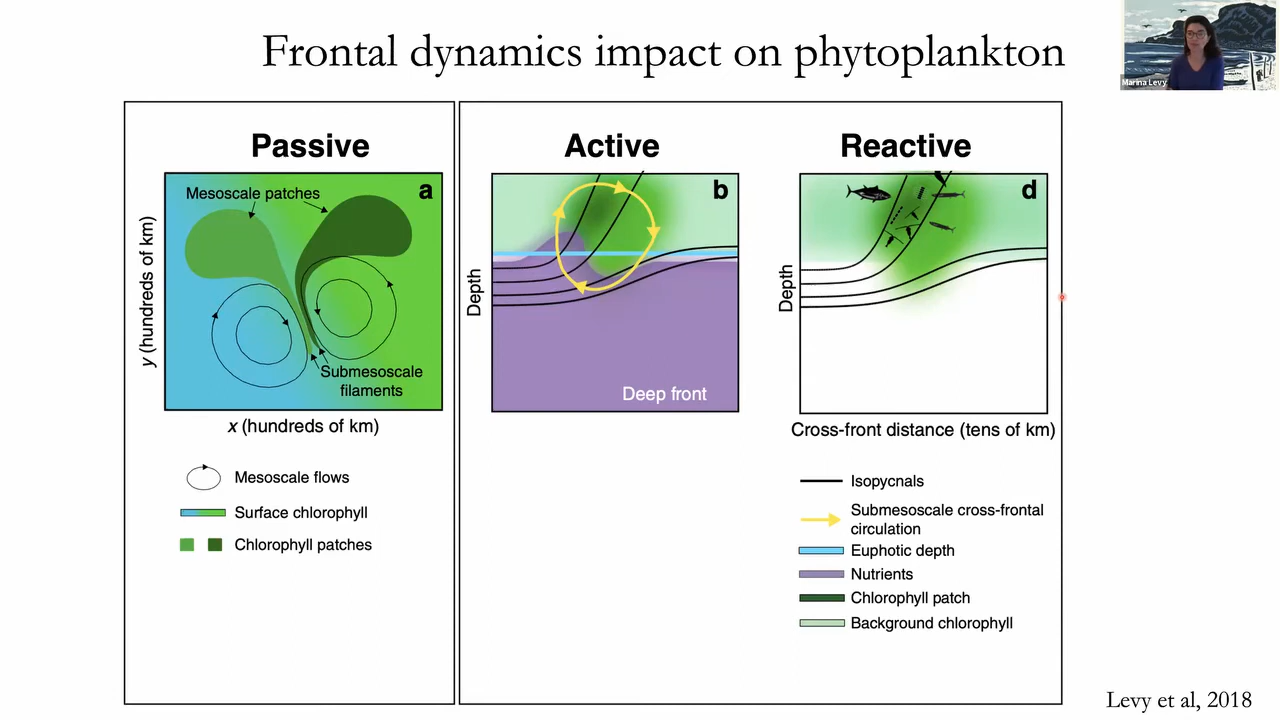 Frontal dynamics impact on phytoplankton
Marina Levy
Passive
Active
Reactive
a
Mesoscale patches
Submesoscale
filaments
y (hundreds of km)
x (hundreds of km)
b
Depth
Deep front
d
Depth
Cross-front distance (tens of km)
Mesoscale flows
Surface chlorophyll
Chlorophyll patches
Isopycnals
Submesoscale cross-frontal
circulation
Euphotic depth
Nutrients
Chlorophyll patch
Background chlorophyll
Levy et al, 2018